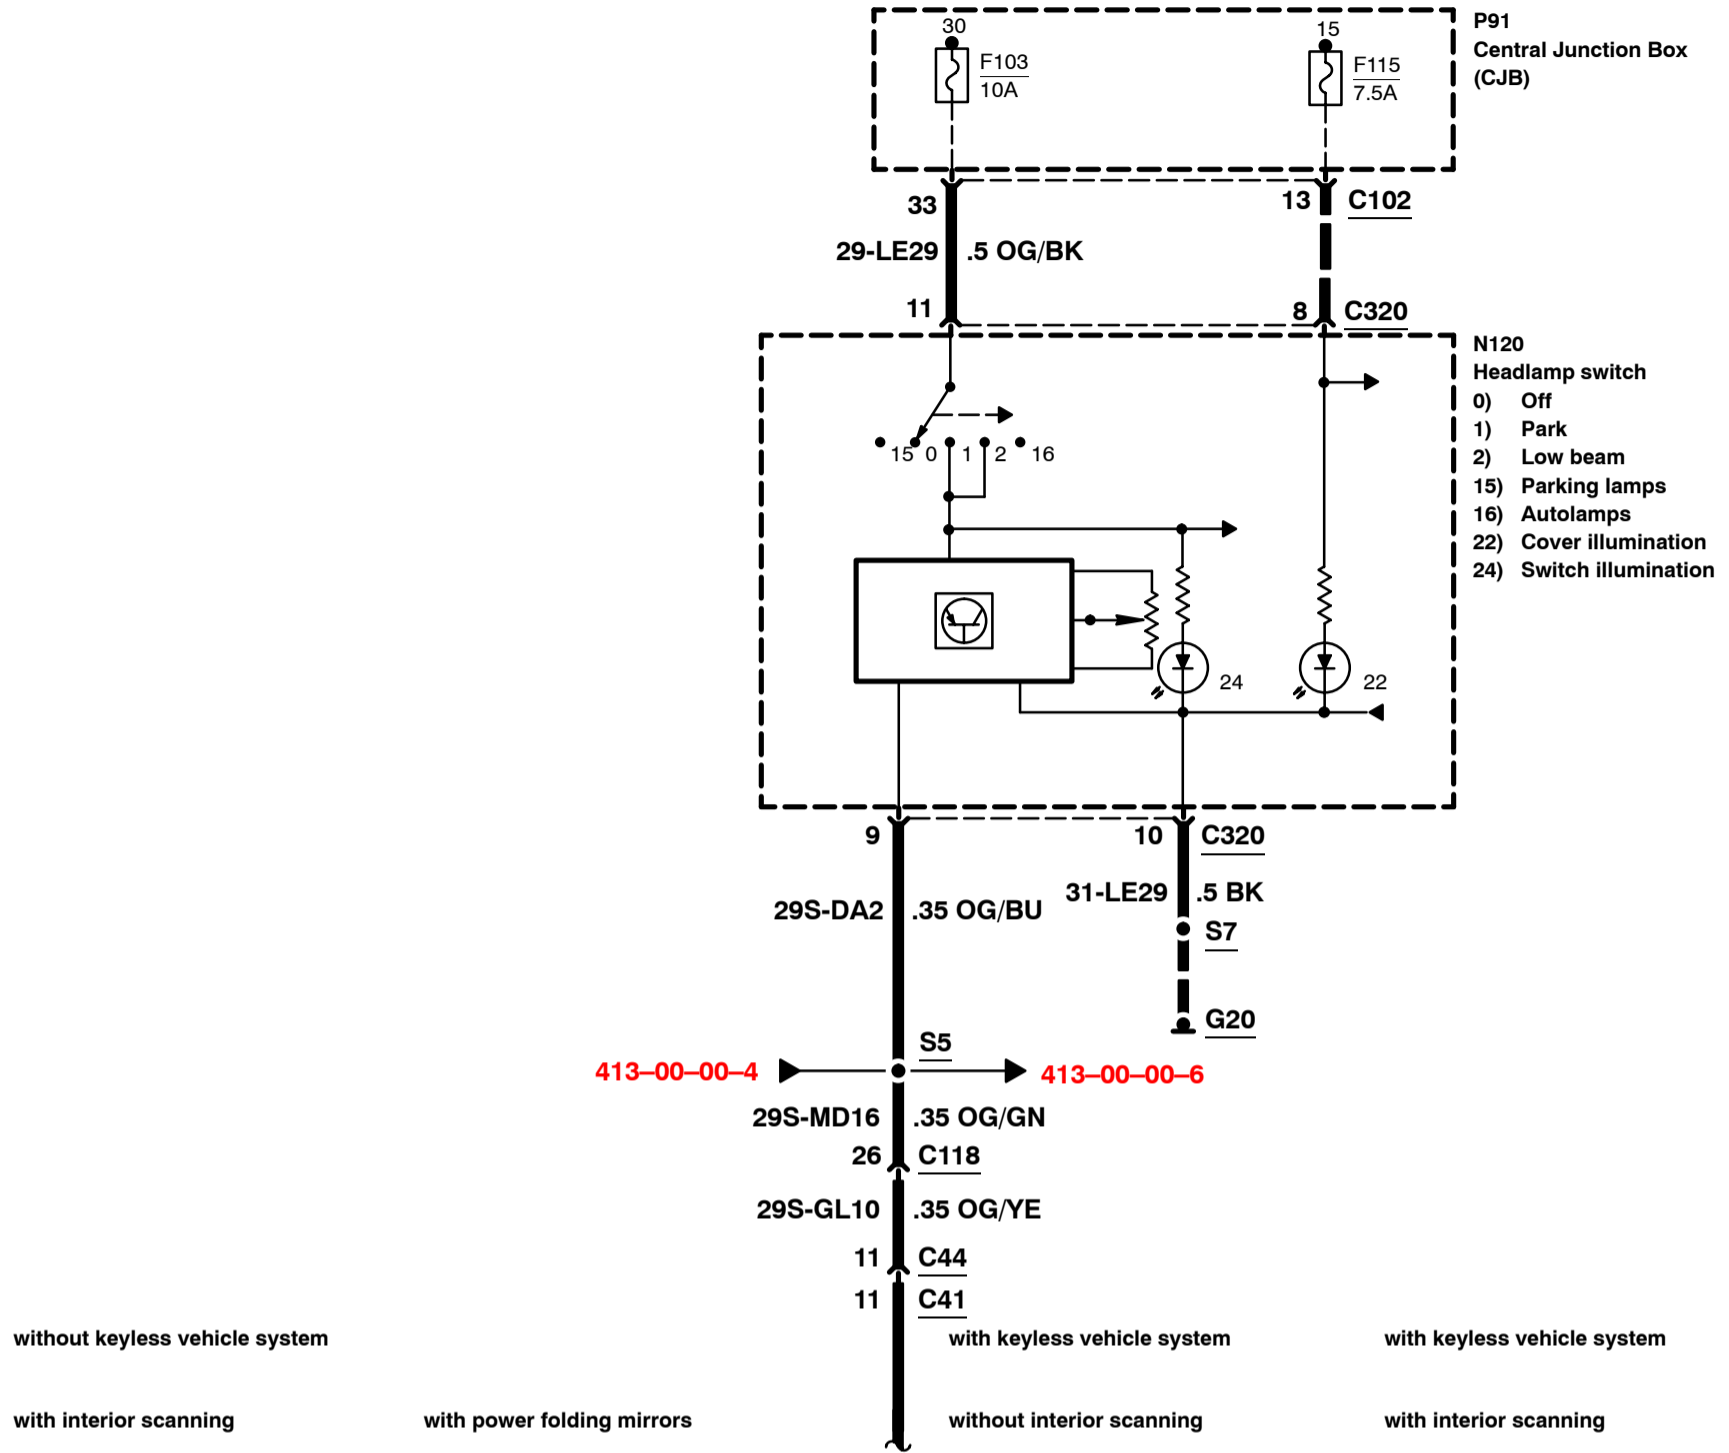 30
15
P91
Central Junction Box
(CJB)
F103
10A
F115
7.5A
33
13
C102
29-LE29
.5 OG/BK
11
8
C320
N120
Headlamp switch
0) Off
1) Park
2) Low beam
15) Parking lamps
16) Autolamps
22) Cover illumination
24) Switch illumination
15 0 1 2 16
24
22
9
10
C320
31-LE29
.5 BK
29S-DA2
.35 OG/BU
S7
G20
S5
413–00–00–4
413–00–00–6
29S-MD16
.35 OG/GN
26
C118
29S-GL10
.35 OG/YE
11
C44
11
C41
without keyless vehicle system
with keyless vehicle system
with keyless vehicle system
with interior scanning
with power folding mirrors
without interior scanning
with interior scanning